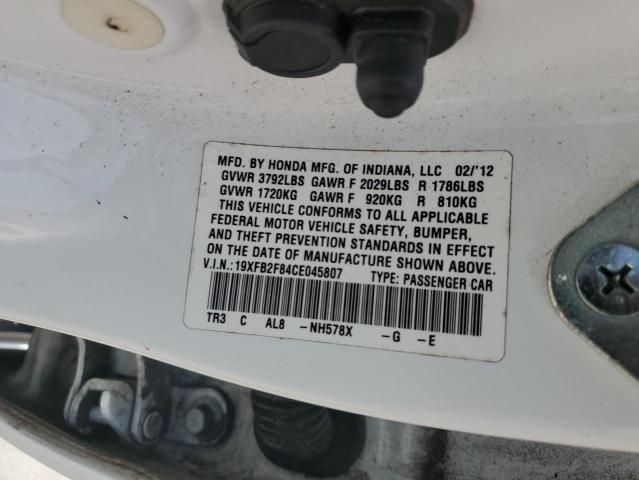 MFD. BY HONDA MFG. OF INDIANA, LLC 02/'12
GVWR 3792LBS GAWR F 2029LBS R 1786LBS
GVWR 1720KG GAWR F 920KG R 810KG
THIS VEHICLE CONFORMS TO ALL APPLICABLE
FEDERAL MOTOR VEHICLE SAFETY, BUMPER,
AND THEFT PREVENTION STANDARDS IN EFFECT
ON THE DATE OF MANUFACTURE SHOWN ABOVE.
V.I.N.:19XFB2F84CE045807 TYPE: PASSENGER CAR
TR3 C AL8 -NH578X -G -E